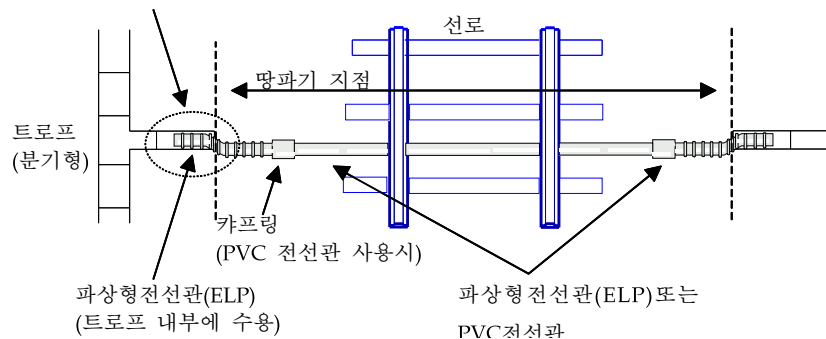 선로
땅파기 지점
트로프
(분기형)
캬프링
(PVC 전선관 사용시)
파상형전선관(ELP)
(트로프 내부에 수용)
파상형전선관(ELP)또는
PVC전선관